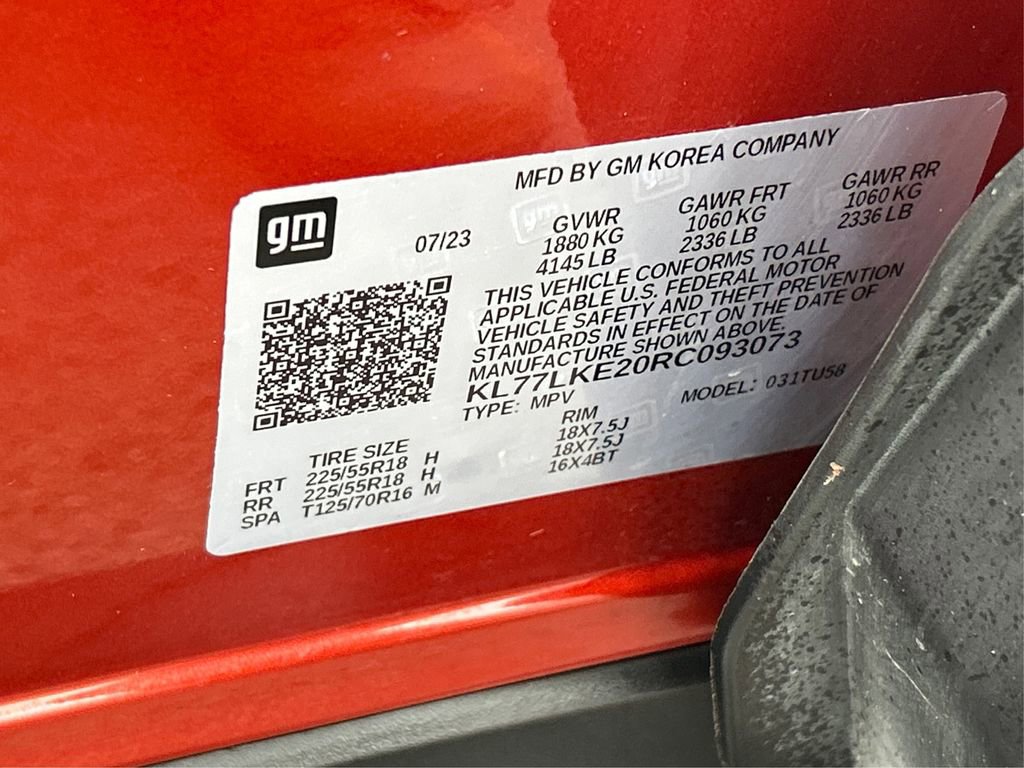 MFD BY GM KOREA COMPANY
gm
07/23
GVWR GAWR FRT GAWR RR
1880 KG 1060 KG 1060 KG
4145 LB 2336 LB 2336 LB
THIS VEHICLE CONFORMS TO ALL
APPLICABLE U.S. FEDERAL MOTOR
VEHICLE SAFETY AND THEFT PREVENTION
STANDARDS IN EFFECT ON THE DATE OF
MANUFACTURE SHOWN ABOVE.
KL77LKE20RC093073
TYPE: MPV MODEL: 031TU58
TIRE SIZE RIM
FRT 225/55R18 H 18X7.5J
RR 225/55R18 H 18X7.5J
SPA T125/70R16 M 16X4BT